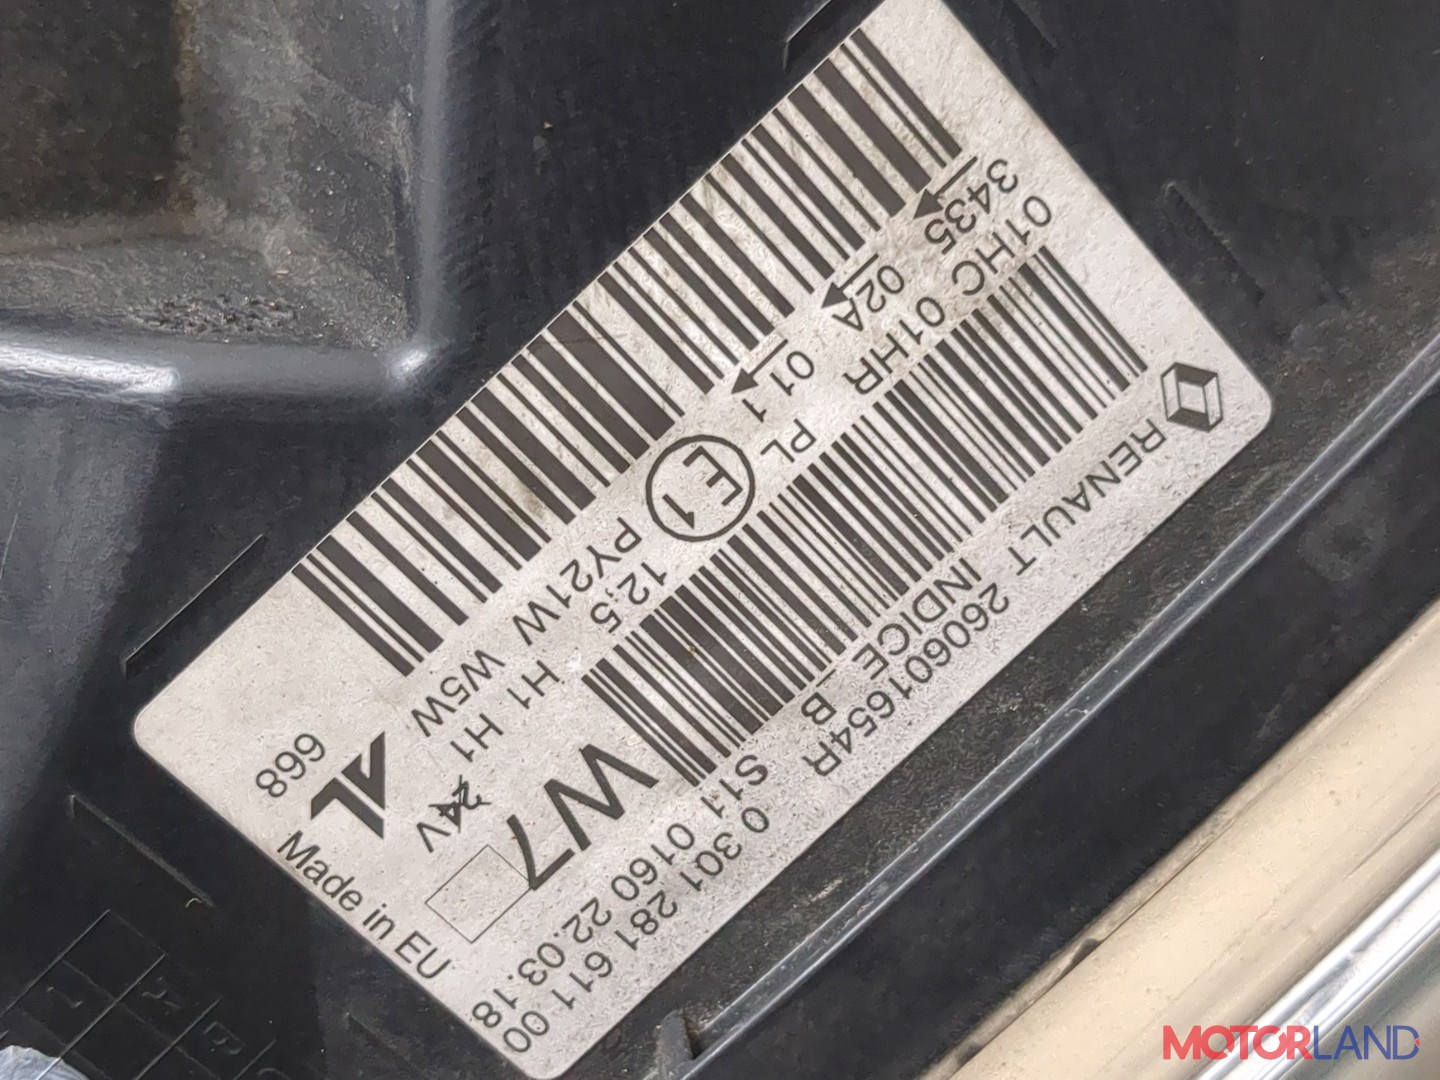 RENAULT 260601654R 0 301 281 611 00
INDICE_B S11 0160 22.03.18
W7
01HC 01HR PL 12,5 H1 H1 24V
3435 02A 01 1 E1 PY21W W5W
AL
668
Made in EU
MOTORLAND